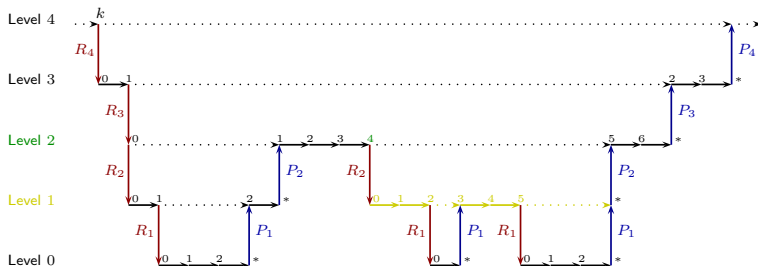 Level 4 k
R4 P4
Level 3 0 1 2 3 *
R3 P3
Level 2 0 1 2 3 4 5 6 *
R2 P2 R2 P2
Level 1 0 1 2 * 0 1 2 3 4 5 *
R1 P1 R1 P1 R1 P1
Level 0 0 1 2 * 0 * 0 1 2 *